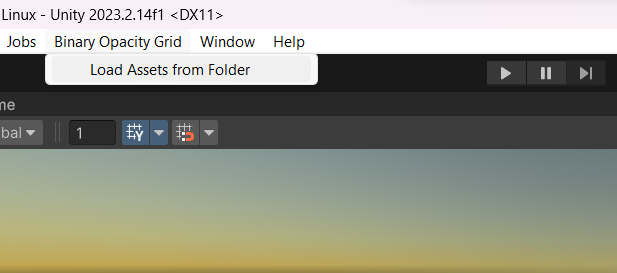 Linux - Unity 2023.2.14f1 <DX11>
Jobs Binary Opacity Grid Window Help
Load Assets from Folder
me
bal 1